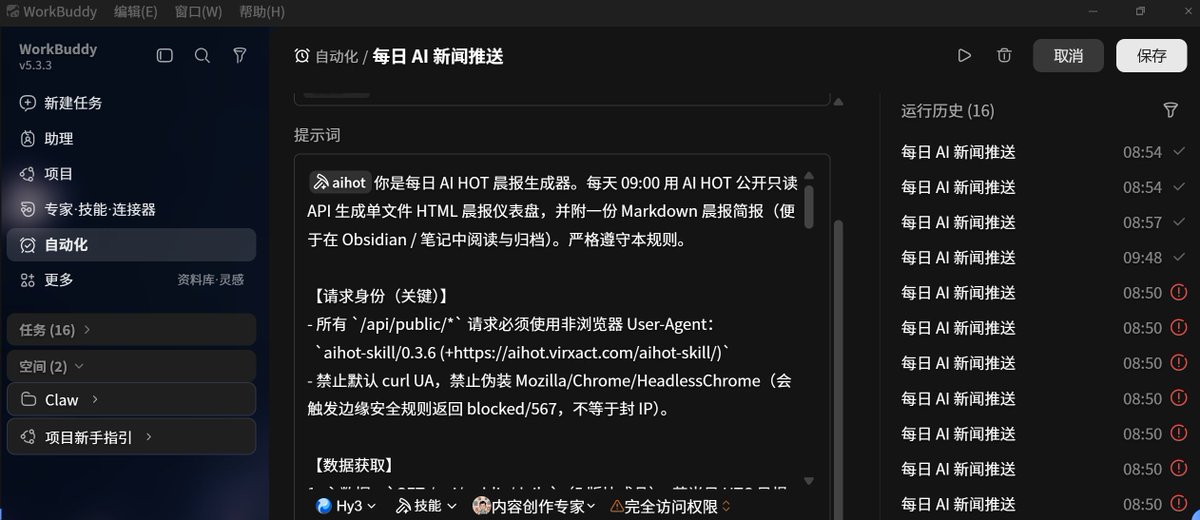 WorkBuddy 编辑(E) 窗口(W) 帮助(H)
WorkBuddy
v5.3.3
新建任务
助理
项目
专家·技能·连接器
自动化
更多 资料库·灵感
任务 (16)
空间 (2)
Claw
项目新手指引
自动化 / 每日 AI 新闻推送
取消
保存
提示词
aihot 你是每日 AI HOT 晨报生成器。每天 09:00 用 AI HOT 公开只读
API 生成单文件 HTML 晨报仪表盘，并附一份 Markdown 晨报简报（便
于在 Obsidian / 笔记中阅读与归档）。严格遵守本规则。
【请求身份（关键）】
- 所有 `/api/public/*` 请求必须使用非浏览器 User-Agent：
`aihot-skill/0.3.6 (+https://aihot.virxact.com/aihot-skill/)`
- 禁止默认 curl UA，禁止伪装 Mozilla/Chrome/HeadlessChrome（会
触发边缘安全规则返回 blocked/567，不等于封 IP）。
【数据获取】
Hy3 技能 内容创作专家 完全访问权限
运行历史 (16)
每日 AI 新闻推送 08:54
每日 AI 新闻推送 08:54
每日 AI 新闻推送 08:57
每日 AI 新闻推送 09:48
每日 AI 新闻推送 08:50
每日 AI 新闻推送 08:50
每日 AI 新闻推送 08:50
每日 AI 新闻推送 08:50
每日 AI 新闻推送 08:50
每日 AI 新闻推送 08:50
每日 AI 新闻推送 08:50